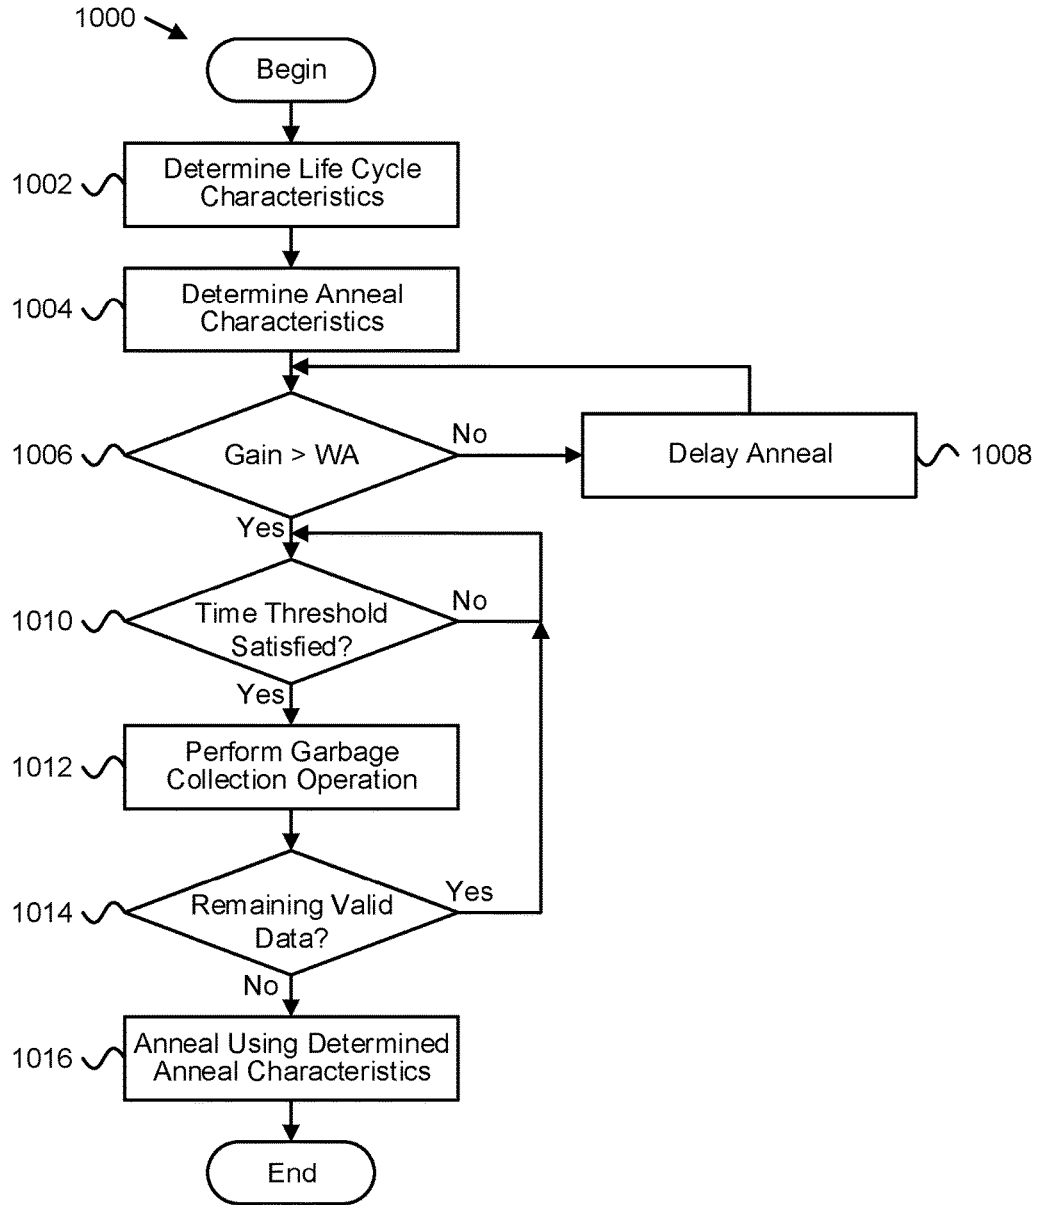 1000
Begin
1002
Determine Life Cycle
Characteristics
1004
Determine Anneal
Characteristics
1006
Gain > WA
No
Delay Anneal
1008
Yes
1010
Time Threshold
Satisfied?
No
Yes
1012
Perform Garbage
Collection Operation
1014
Remaining Valid
Data?
Yes
No
1016
Anneal Using Determined
Anneal Characteristics
End